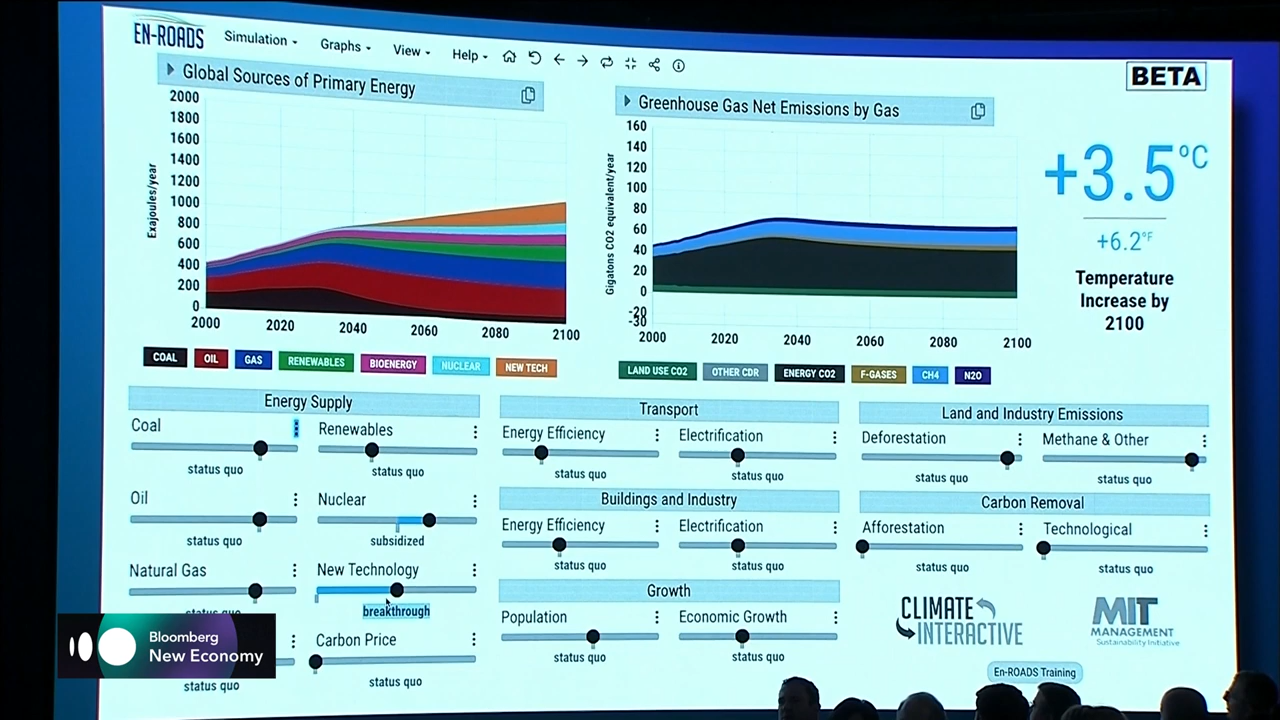 EN-ROADS
Simulation Graphs View Help
BETA
Global Sources of Primary Energy
2000
1800
1600
1400
1200
1000
800
600
400
200
0
Exajoules/year
2000 2020 2040 2060 2080 2100
COAL OIL GAS RENEWABLES BIOENERGY NUCLEAR NEW TECH
Greenhouse Gas Net Emissions by Gas
160
140
120
100
80
60
40
20
0
-20
-30
Gigatons CO2 equivalent/year
2000 2020 2040 2060 2080 2100
LAND USE CO2 OTHER CDR ENERGY CO2 F-GASES CH4 N2O
+3.5°C
+6.2°F
Temperature
Increase by
2100
Energy Supply
Coal Renewables
status quo status quo
Oil Nuclear
status quo subsidized
Natural Gas New Technology
status quo breakthrough
Carbon Price
status quo status quo
Transport
Energy Efficiency Electrification
status quo status quo
Buildings and Industry
Energy Efficiency Electrification
status quo status quo
Growth
Population Economic Growth
status quo status quo
Land and Industry Emissions
Deforestation Methane & Other
status quo status quo
Carbon Removal
Afforestation Technological
status quo status quo
CLIMATE
INTERACTIVE
MIT
MANAGEMENT
Sustainability Initiative
En-ROADS Training
Bloomberg
New Economy